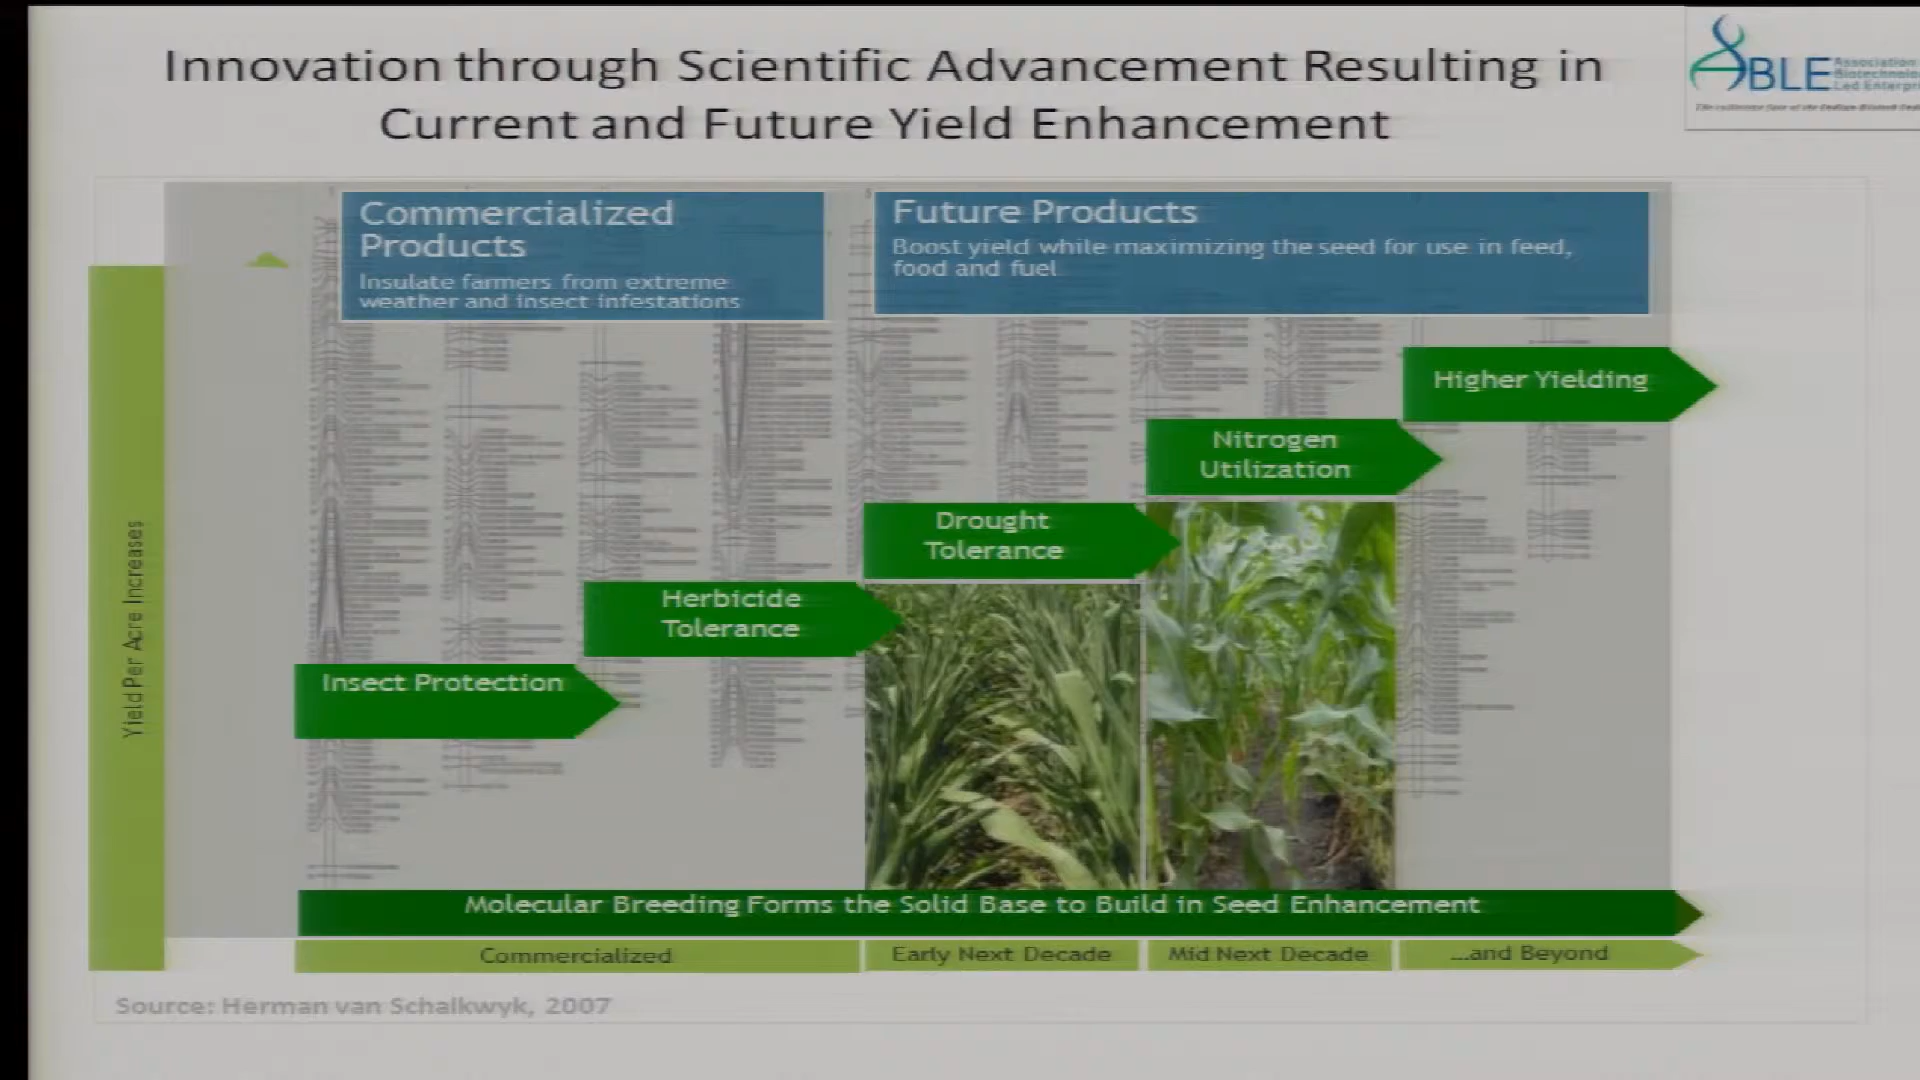 Innovation through Scientific Advancement Resulting in
Current and Future Yield Enhancement
ABLE
Association
Led
Commercialized
Products
Insulate farmers from extreme
weather and insect infestations
Future Products
Boost yield while maximizing the seed for use in feed,
food and fuel
Higher Yielding
Nitrogen
Utilization
Drought
Tolerance
Herbicide
Tolerance
Insect Protection
Yield Per Acre Increases
Molecular Breeding Forms the Solid Base to Build in Seed Enhancement
Commercialized
Early Next Decade
Mid Next Decade
...and Beyond
Source: Herman van Schalkwyk, 2007